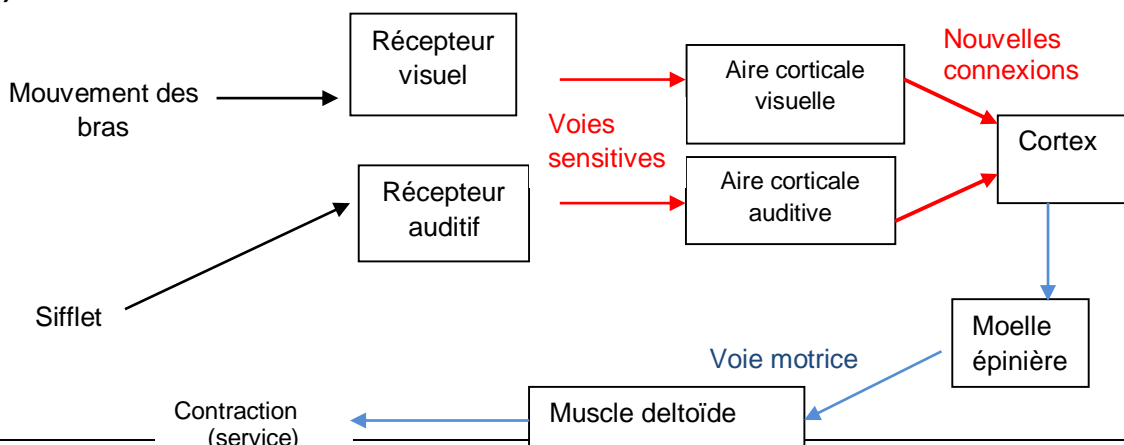 Mouvement des
bras
Récepteur
visuel
Aire corticale
visuelle
Nouvelles
connexions
Voies
sensitives
Cortex
Récepteur
auditif
Aire corticale
auditive
Sifflet
Moelle
épinière
Voie motrice
Muscle deltoïde
Contraction
(service)